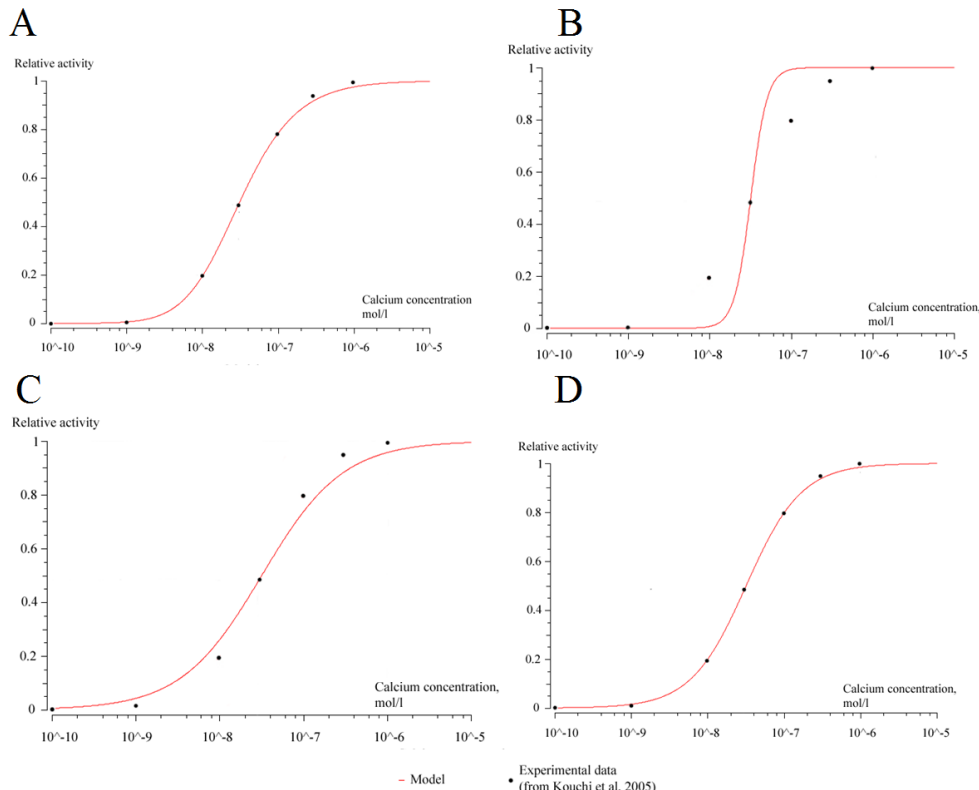 A
Relative activity
1
0.8
0.6
0.4
0.2
0
Calcium concentration
mol/l
10^-10 10^-9 10^-8 10^-7 10^-6 10^-5
B
Relative activity
1
0.8
0.6
0.4
0.2
0
Calcium concentration,
mol/l
10^-10 10^-9 10^-8 10^-7 10^-6 10^-5
C
Relative activity
1
0.8
0.6
0.4
0.2
0
Calcium concentration,
mol/l
10^-10 10^-9 10^-8 10^-7 10^-6 10^-5
D
Relative activity
1
0.8
0.6
0.4
0.2
0
Calcium concentration,
mol/l
10^-10 10^-9 10^-8 10^-7 10^-6 10^-5
Model
Experimental data
(from Kouchi et al. 2005)